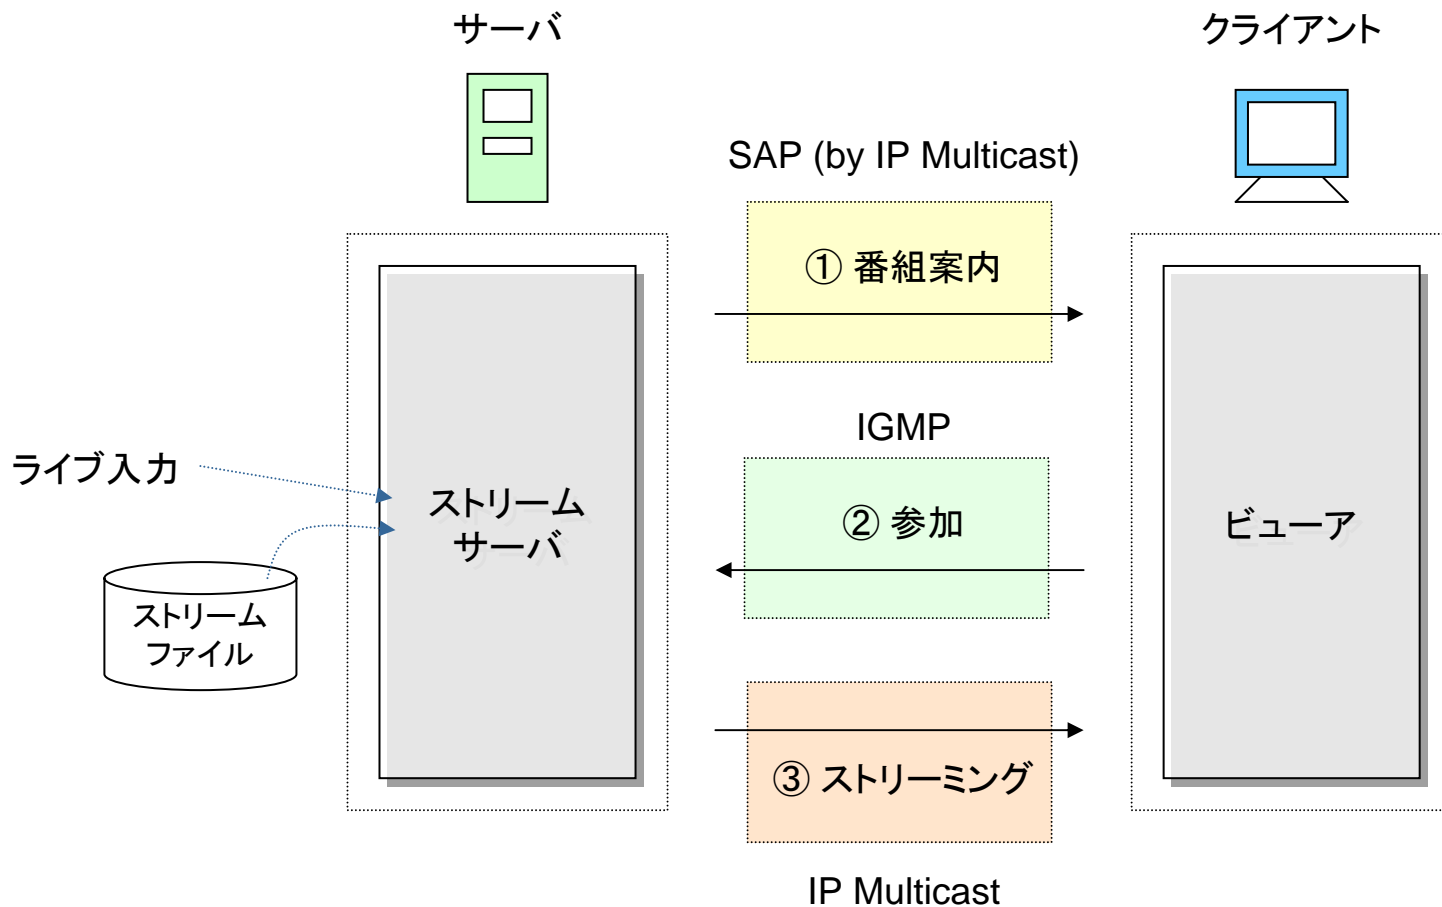 サーバ
クライアント
SAP (by IP Multicast)
① 番組案内
IGMP
ライブ入力
ストリーム
サーバ
② 参加
ビューア
ストリーム
ファイル
③ ストリーミング
IP Multicast